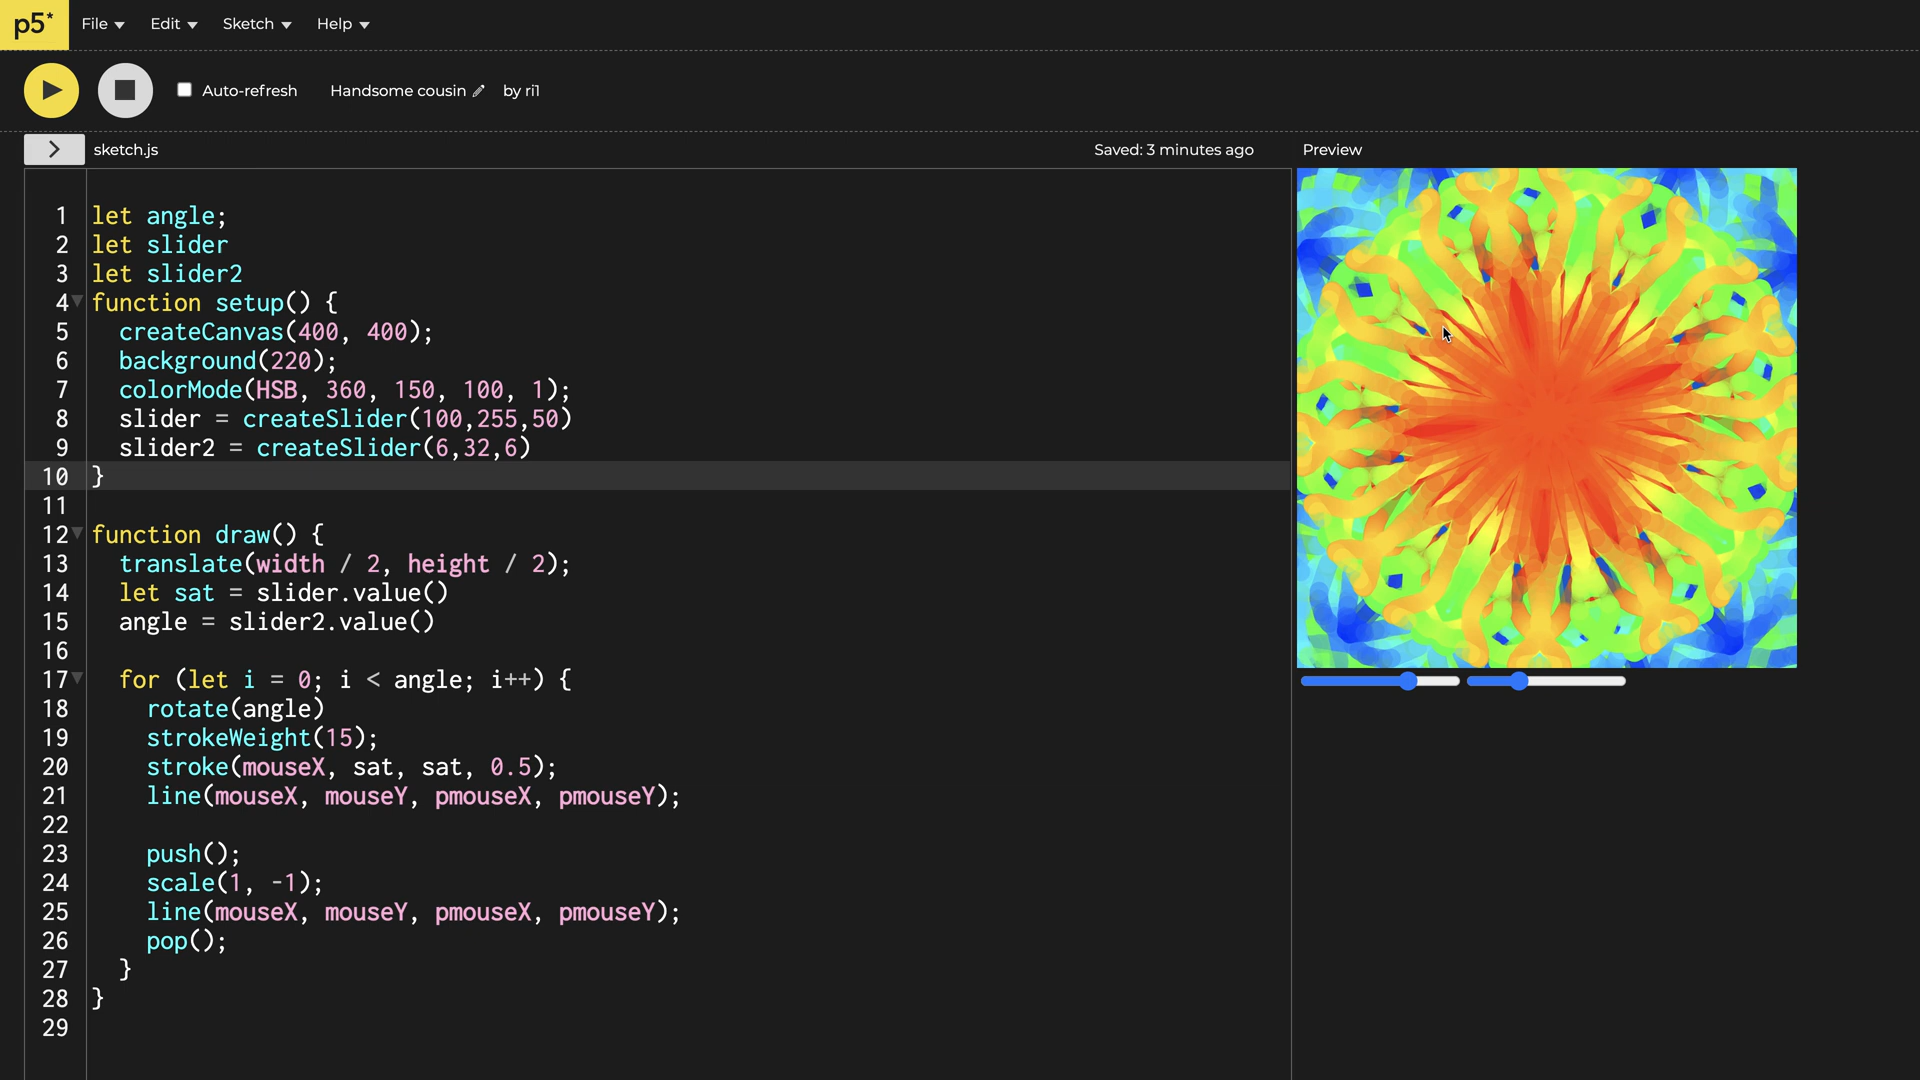 p5* File Edit Sketch Help
Auto-refresh Handsome cousin by ri1
sketch.js Saved: 3 minutes ago Preview
1 let angle;
2 let slider
3 let slider2
4 function setup() {
5 createCanvas(400, 400);
6 background(220);
7 colorMode(HSB, 360, 150, 100, 1);
8 slider = createSlider(100,255,50)
9 slider2 = createSlider(6,32,6)
10 }
11
12 function draw() {
13 translate(width / 2, height / 2);
14 let sat = slider.value()
15 angle = slider2.value()
16
17 for (let i = 0; i < angle; i++) {
18 rotate(angle)
19 strokeWeight(15);
20 stroke(mouseX, sat, sat, 0.5);
21 line(mouseX, mouseY, pmouseX, pmouseY);
22
23 push();
24 scale(1, -1);
25 line(mouseX, mouseY, pmouseX, pmouseY);
26 pop();
27 }
28 }
29